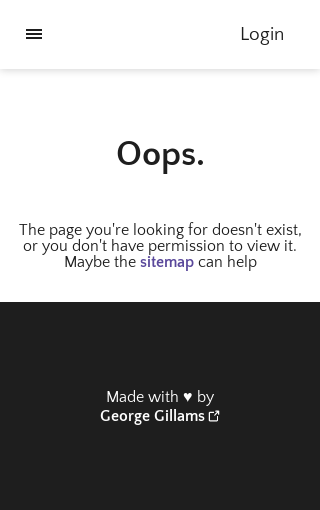 Login
Oops.
The page you're looking for doesn't exist,
or you don't have permission to view it.
Maybe the sitemap can help
Made with ♥ by
George Gillams